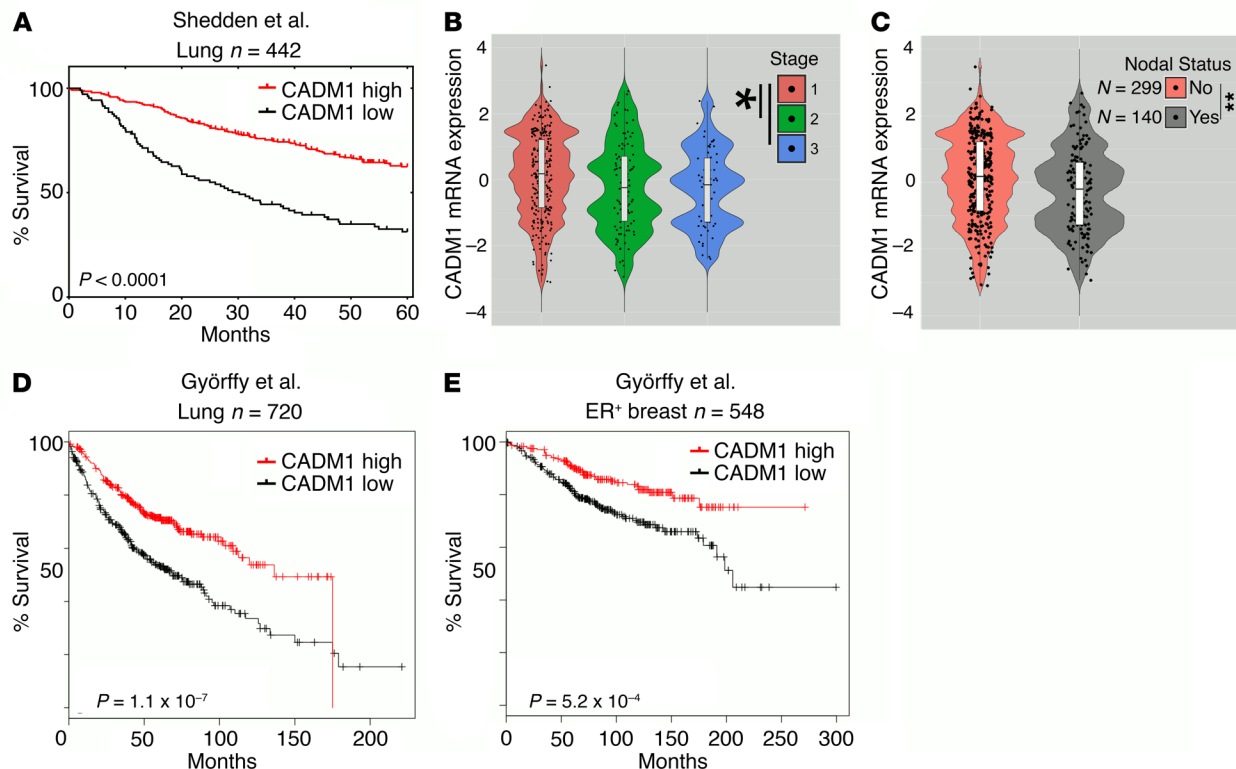 A
Shedden et al.
Lung n = 442
CADM1 high
CADM1 low
% Survival
100
50
0
P < 0.0001
0 10 20 30 40 50 60
Months
B
CADM1 mRNA expression
4
2
0
–2
–4
Stage
*
1
2
3
C
CADM1 mRNA expression
4
2
0
–2
–4
Nodal Status
N = 299 No
N = 140 Yes
**
D
Györffy et al.
Lung n = 720
CADM1 high
CADM1 low
% Survival
100
50
P = 1.1 x 10⁻⁷
0 50 100 150 200
Months
E
Györffy et al.
ER⁺ breast n = 548
CADM1 high
CADM1 low
% Survival
100
50
P = 5.2 x 10⁻⁴
0 50 100 150 200 250 300
Months